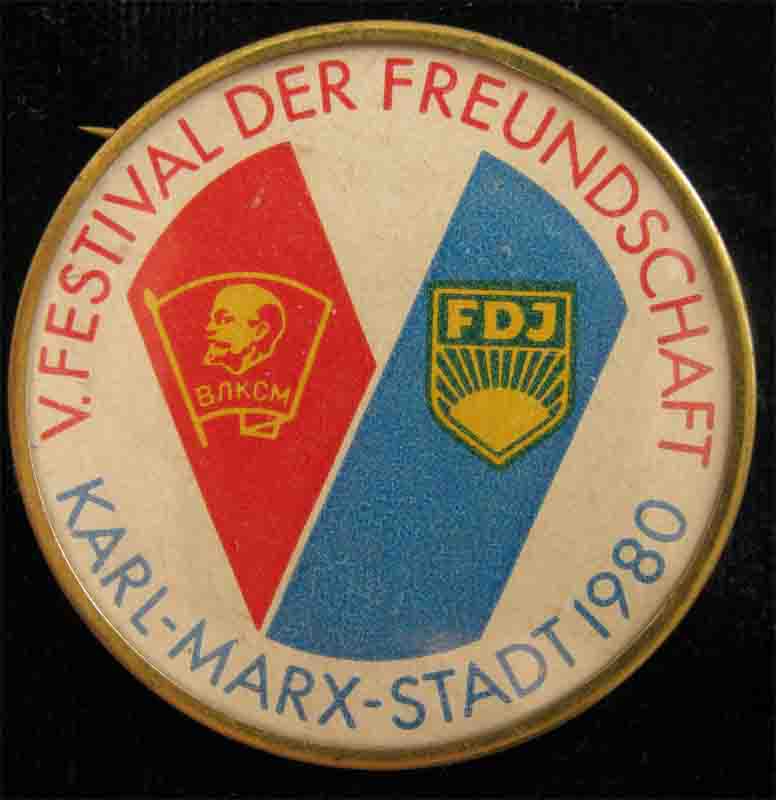 V. FESTIVAL DER FREUNDSCHAFT
ВЛКСМ
FDJ
KARL-MARX-STADT 1980